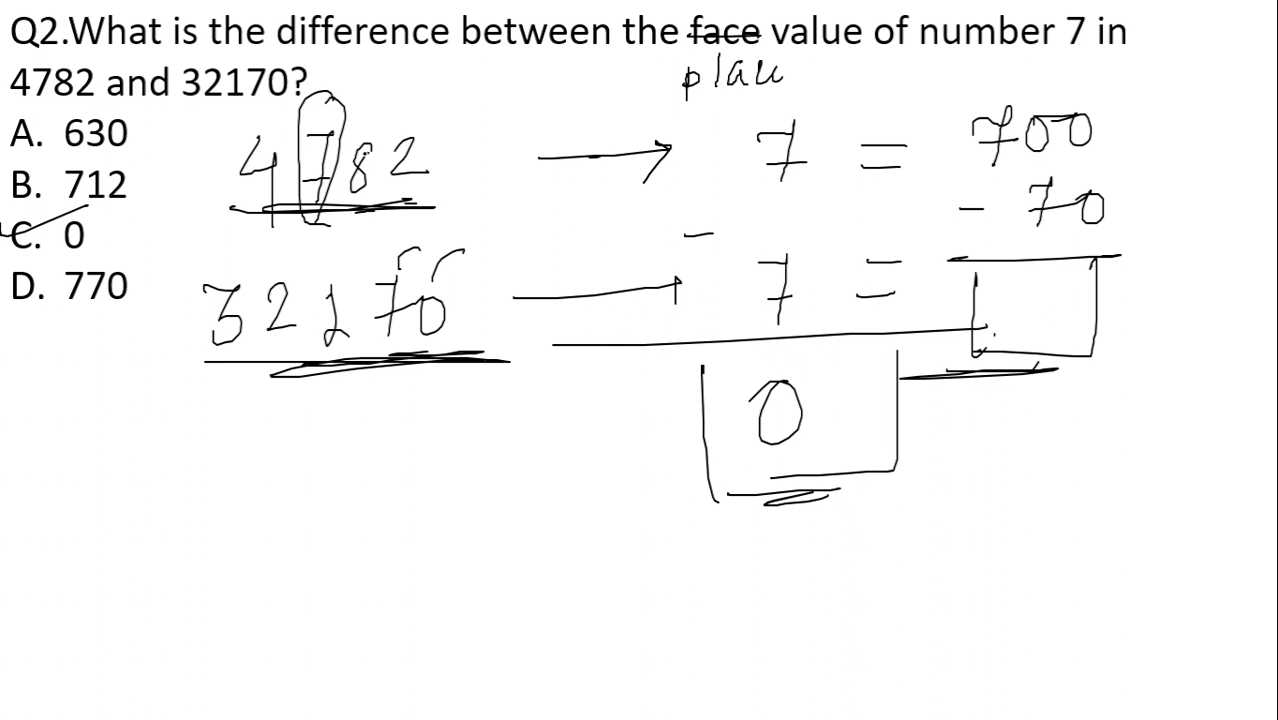 Q2.What is the difference between the face value of number 7 in
place
4782 and 32170?
A. 630
B. 712
C. 0
D. 770
4782 → 7 = 700
- 70
32170 → - 7 =
0